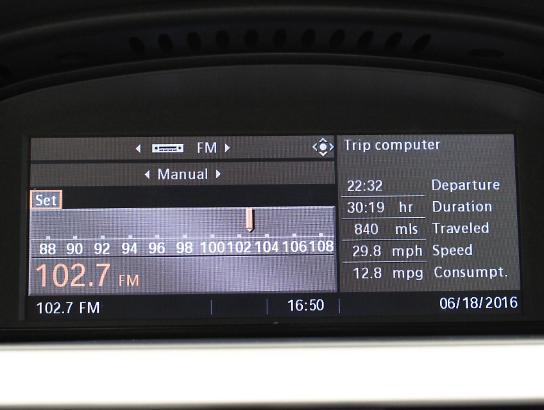 FM
Manual
Set
88 90 92 94 96 98 100 102 104 106 108
102.7 FM
102.7 FM 16:50
Trip computer
22:32 Departure
30:19 hr Duration
840 mls Traveled
29.8 mph Speed
12.8 mpg Consumpt.
06/18/2016